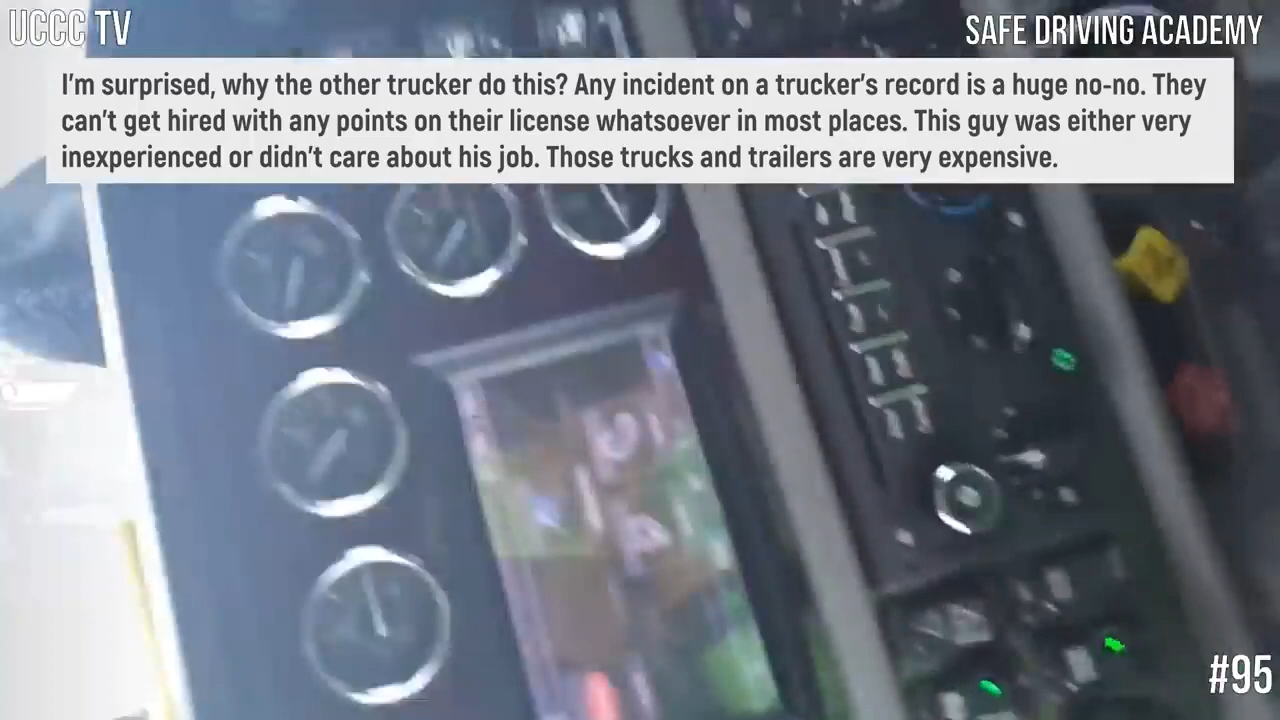 UCCC TV
SAFE DRIVING ACADEMY
I'm surprised, why the other trucker do this? Any incident on a trucker's record is a huge no-no. They
can't get hired with any points on their license whatsoever in most places. This guy was either very
inexperienced or didn't care about his job. Those trucks and trailers are very expensive.
#95